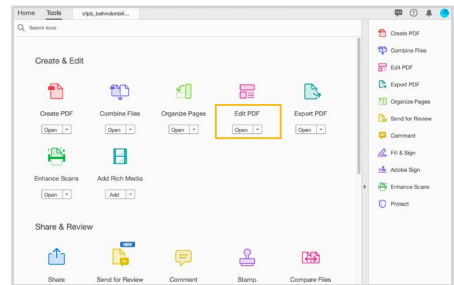 Home Tools cfpb_behndonbill...
Search tools
Create & Edit
Create PDF Combine Files Organize Pages Edit PDF Export PDF
Open Open Open Open Open
Enhance Scans Add Rich Media
Open Add
Share & Review
NEW
Share Send for Review Comment Stamp Compare Files
Create PDF
Combine Files
Edit PDF
Export PDF
Organize Pages
Send for Review
Comment
Fill & Sign
Adobe Sign
Enhance Scans
Protect